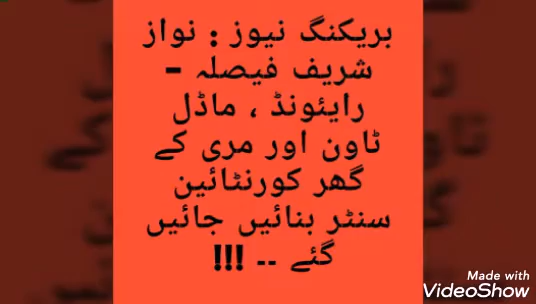 بریکنگ نیوز : نواز
شریف فیصلہ -
رایئونڈ ، ماڈل
ٹاون اور مری کے
گھر کورنٹائین
سنٹر بنائیں جائیں
گئے -- !!!
Made with
VideoShow